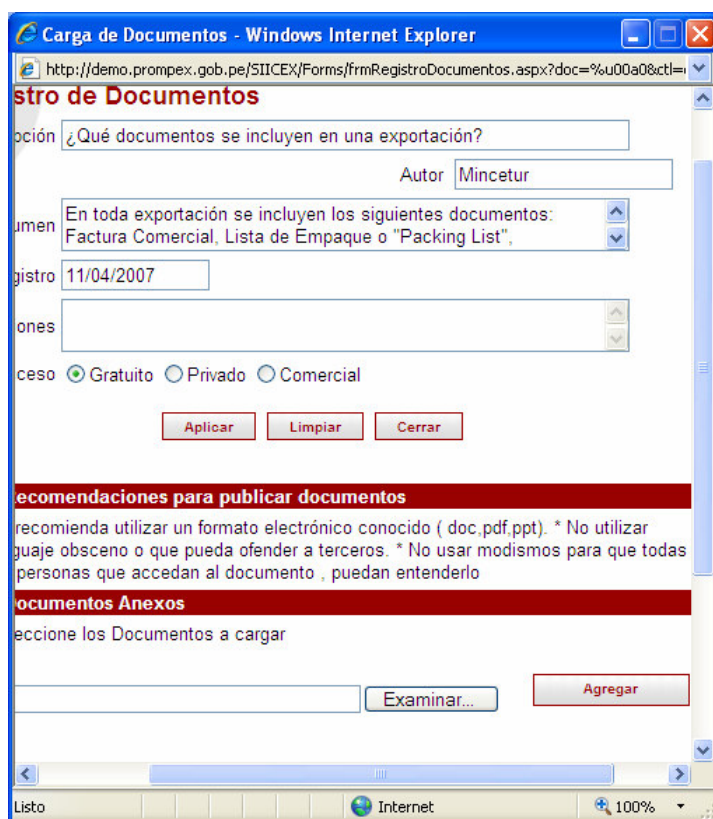 Carga de Documentos - Windows Internet Explorer
http://demo.prompex.gob.pe/SIICEX/Forms/frmRegistroDocumentos.aspx?doc=%u00a0&ctl=
stro de Documentos
pción ¿Qué documentos se incluyen en una exportación?
Autor Mincetur
umen En toda exportación se incluyen los siguientes documentos:
Factura Comercial, Lista de Empaque o "Packing List",
gistro 11/04/2007
ones
ceso Gratuito Privado Comercial
Aplicar Limpiar Cerrar
ecomendaciones para publicar documentos
recomienda utilizar un formato electrónico conocido ( doc,pdf,ppt). * No utilizar
guaje obsceno o que pueda ofender a terceros. * No usar modismos para que todas
personas que accedan al documento , puedan entenderlo
ocumentos Anexos
eccione los Documentos a cargar
Examinar... Agregar
Listo Internet 100%